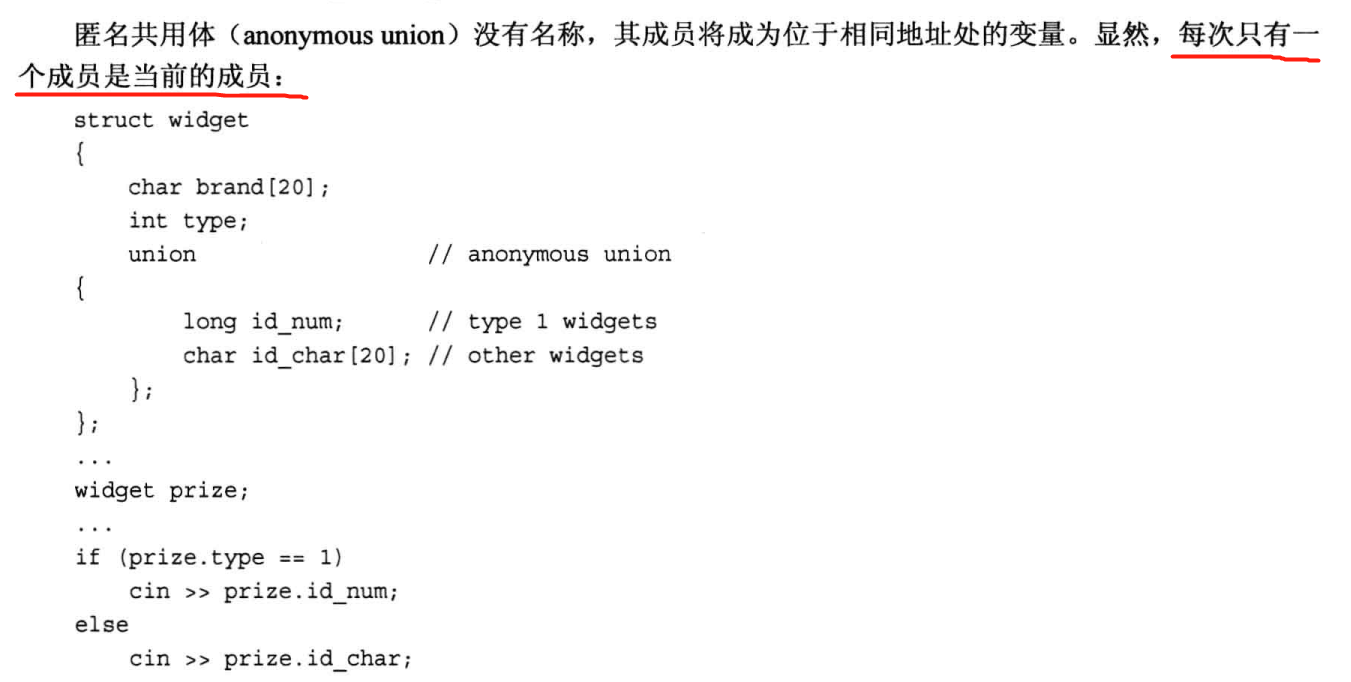 匿名共用体（anonymous union）没有名称，其成员将成为位于相同地址处的变量。显然，每次只有一
个成员是当前的成员：
struct widget
{
    char brand[20];
    int type;
    union                 // anonymous union
{
        long id_num;      // type 1 widgets
        char id_char[20]; // other widgets
    };
};
...
widget prize;
...
if (prize.type == 1)
    cin >> prize.id_num;
else
    cin >> prize.id_char;